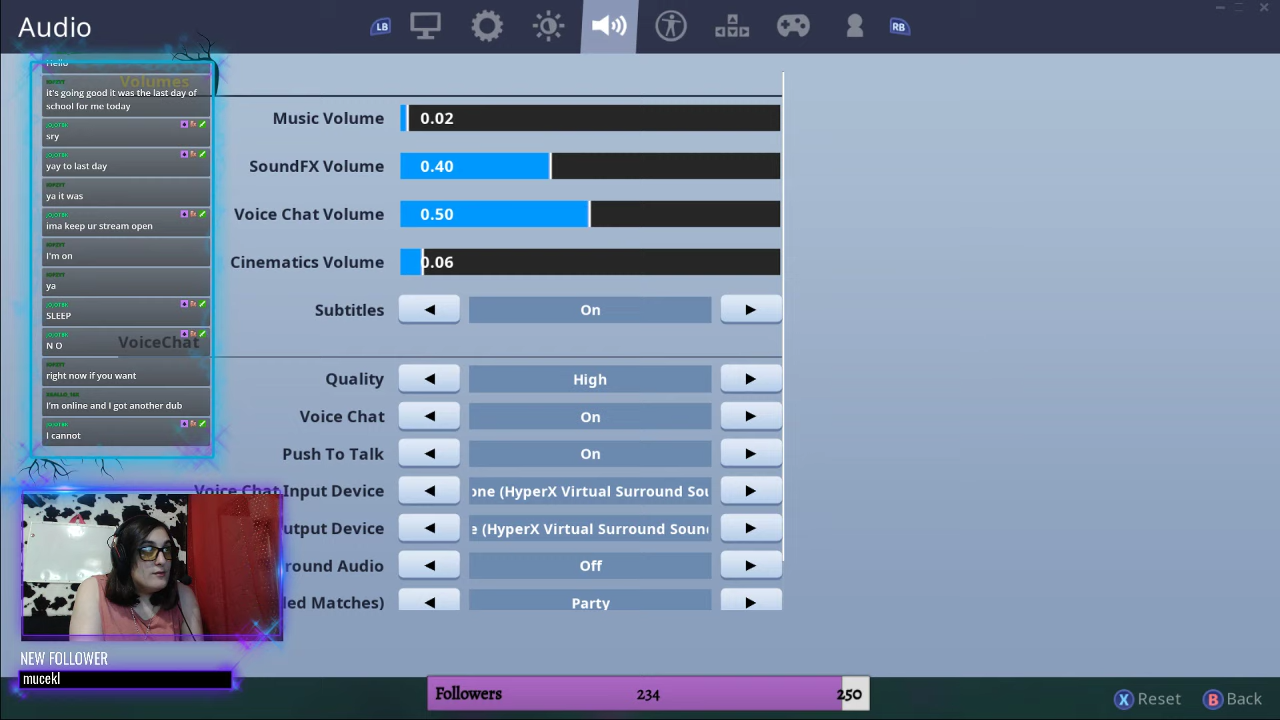 Audio
LB
RB
Hello
Volumes
It's going good it was the last day of
school for me today
sry
yay to last day
ya it was
ima keep ur stream open
I'm on
ya
SLEEP
N O
right now if you want
I'm online and I got another dub
I cannot
Music Volume 0.02
SoundFX Volume 0.40
Voice Chat Volume 0.50
Cinematics Volume 0.06
Subtitles On
VoiceChat
Quality High
Voice Chat On
Push To Talk On
Voice Chat Input Device one (HyperX Virtual Surround Sou
utput Device e (HyperX Virtual Surround Soun
round Audio Off
led Matches) Party
NEW FOLLOWER
mucekl
Followers 234 250
X Reset B Back